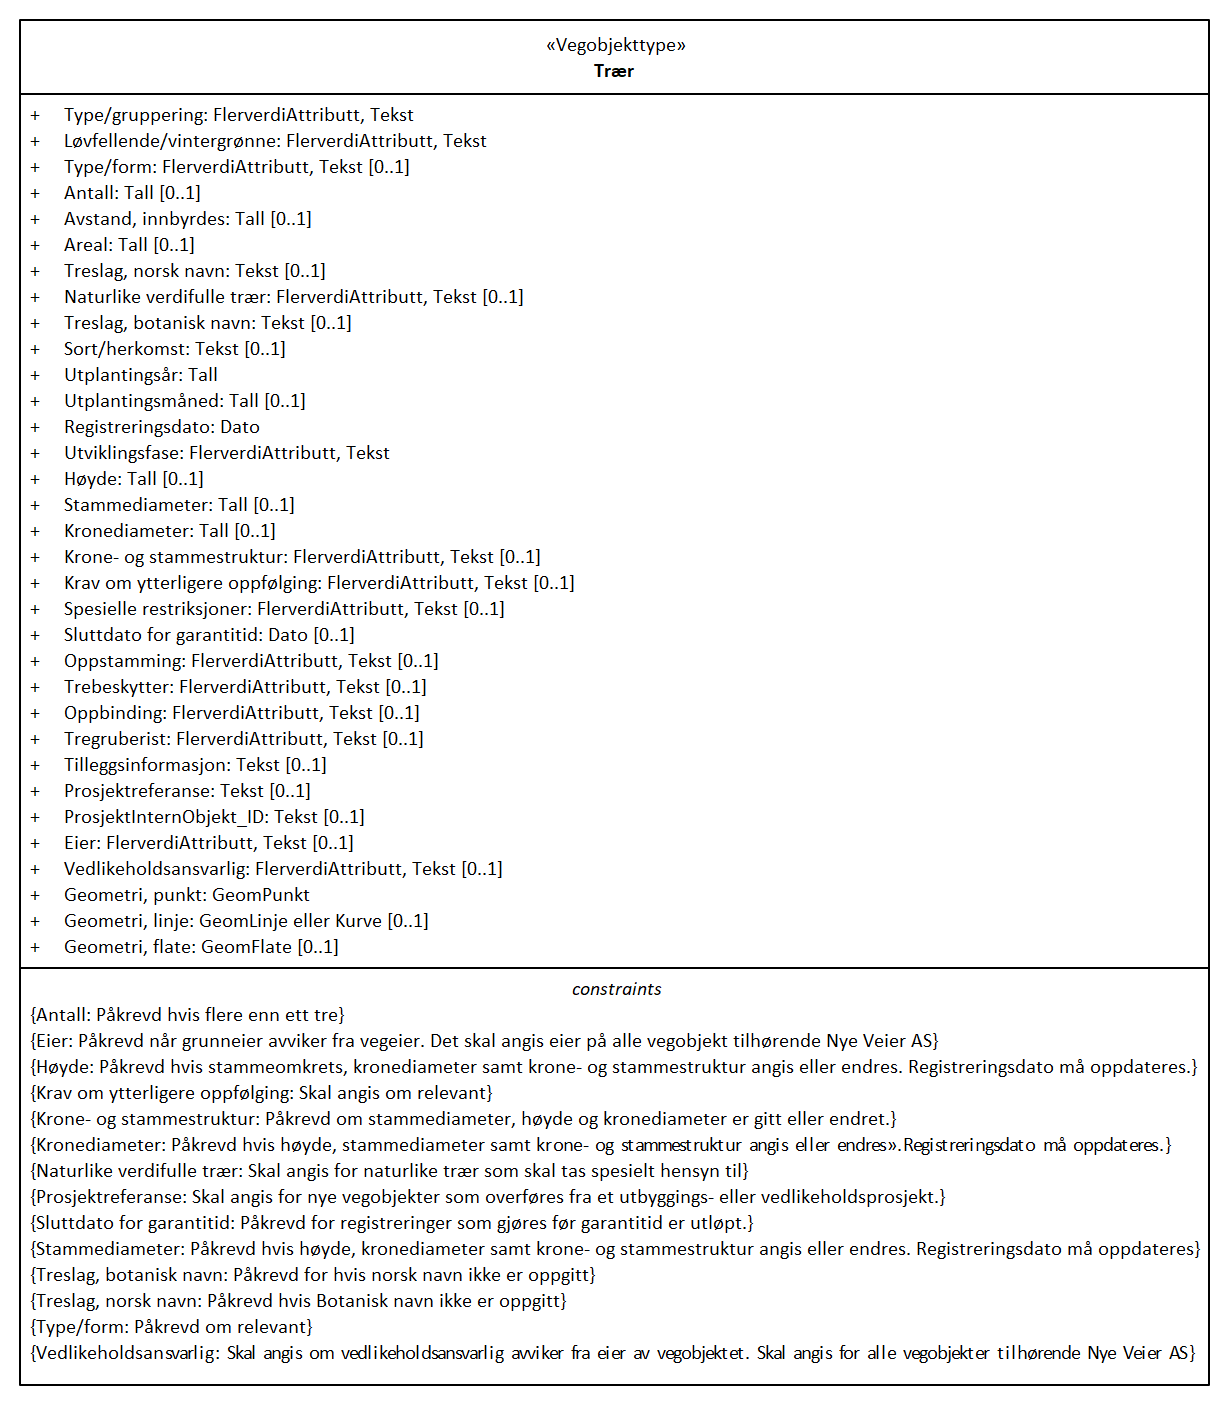 «Vegobjekttype»
Trær
+ Type/gruppering: FlerverdiAttributt, Tekst
+ Løvfellende/vintergrønne: FlerverdiAttributt, Tekst
+ Type/form: FlerverdiAttributt, Tekst [0..1]
+ Antall: Tall [0..1]
+ Avstand, innbyrdes: Tall [0..1]
+ Areal: Tall [0..1]
+ Treslag, norsk navn: Tekst [0..1]
+ Naturlike verdifulle trær: FlerverdiAttributt, Tekst [0..1]
+ Treslag, botanisk navn: Tekst [0..1]
+ Sort/herkomst: Tekst [0..1]
+ Utplantingsår: Tall
+ Utplantingsmåned: Tall [0..1]
+ Registreringsdato: Dato
+ Utviklingsfase: FlerverdiAttributt, Tekst
+ Høyde: Tall [0..1]
+ Stammediameter: Tall [0..1]
+ Kronediameter: Tall [0..1]
+ Krone- og stammestruktur: FlerverdiAttributt, Tekst [0..1]
+ Krav om ytterligere oppfølging: FlerverdiAttributt, Tekst [0..1]
+ Spesielle restriksjoner: FlerverdiAttributt, Tekst [0..1]
+ Sluttdato for garantitid: Dato [0..1]
+ Oppstamming: FlerverdiAttributt, Tekst [0..1]
+ Trebeskytter: FlerverdiAttributt, Tekst [0..1]
+ Oppbinding: FlerverdiAttributt, Tekst [0..1]
+ Tregruberist: FlerverdiAttributt, Tekst [0..1]
+ Tilleggsinformasjon: Tekst [0..1]
+ Prosjektreferanse: Tekst [0..1]
+ ProsjektInternObjekt_ID: Tekst [0..1]
+ Eier: FlerverdiAttributt, Tekst [0..1]
+ Vedlikeholdsansvarlig: FlerverdiAttributt, Tekst [0..1]
+ Geometri, punkt: GeomPunkt
+ Geometri, linje: GeomLinje eller Kurve [0..1]
+ Geometri, flate: GeomFlate [0..1]
constraints
{Antall: Påkrevd hvis flere enn ett tre}
{Eier: Påkrevd når grunneier avviker fra vegeier. Det skal angis eier på alle vegobjekt tilhørende Nye Veier AS}
{Høyde: Påkrevd hvis stammeomkrets, kronediameter samt krone- og stammestruktur angis eller endres. Registreringsdato må oppdateres.}
{Krav om ytterligere oppfølging: Skal angis om relevant}
{Krone- og stammestruktur: Påkrevd om stammediameter, høyde og kronediameter er gitt eller endret.}
{Kronediameter: Påkrevd hvis høyde, stammediameter samt krone- og stammestruktur angis eller endres».Registreringsdato må oppdateres.}
{Naturlike verdifulle trær: Skal angis for naturlike trær som skal tas spesielt hensyn til}
{Prosjektreferanse: Skal angis for nye vegobjekter som overføres fra et utbyggings- eller vedlikeholdsprosjekt.}
{Sluttdato for garantitid: Påkrevd for registreringer som gjøres før garantitid er utløpt.}
{Stammediameter: Påkrevd hvis høyde, kronediameter samt krone- og stammestruktur angis eller endres. Registreringsdato må oppdateres}
{Treslag, botanisk navn: Påkrevd for hvis norsk navn ikke er oppgitt}
{Treslag, norsk navn: Påkrevd hvis Botanisk navn ikke er oppgitt}
{Type/form: Påkrevd om relevant}
{Vedlikeholdsansvarlig: Skal angis om vedlikeholdsansvarlig avviker fra eier av vegobjektet. Skal angis for alle vegobjekter tilhørende Nye Veier AS}